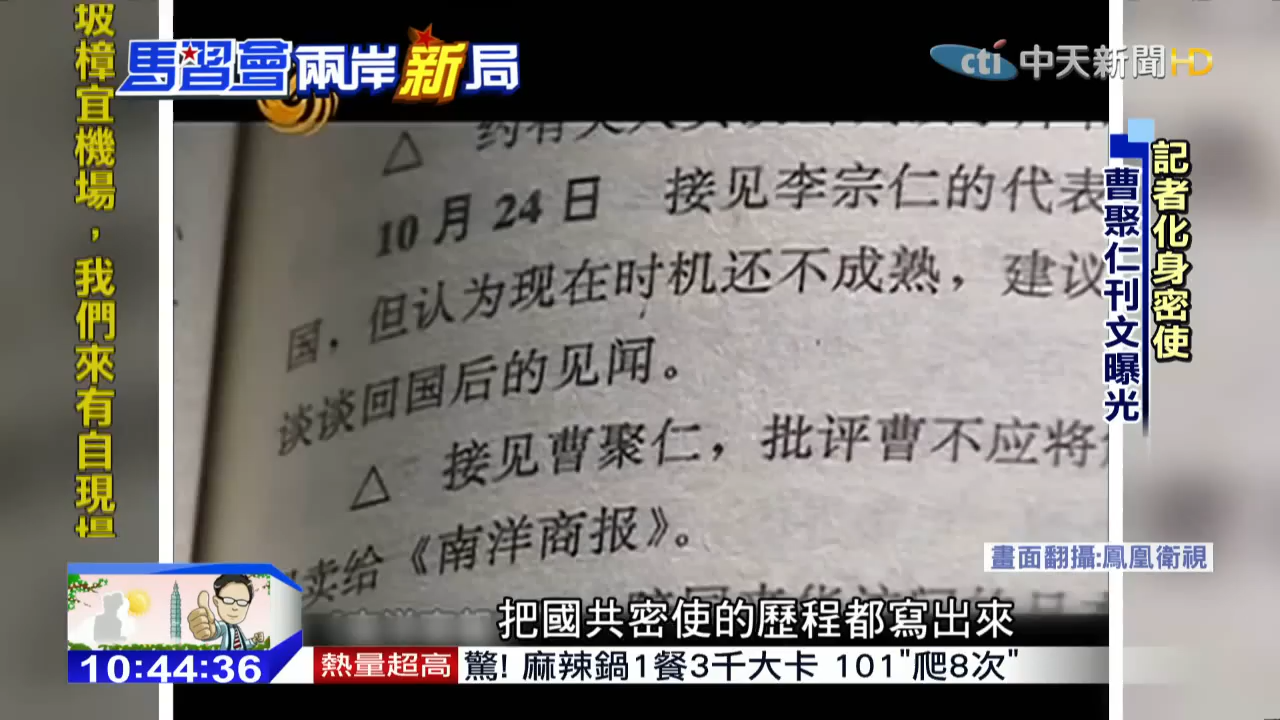 坡樟宜機場，我們來有自現場
馬習會兩岸新局
cti 中天新聞HD
記者化身密使
曹聚仁刊文曝光
△
10月24日 接见李宗仁的代表
国，但认为现在时机还不成熟，建议
谈谈回国后的见闻。
△ 接见曹聚仁，批评曹不应将
卖给《南洋商报》。
畫面翻攝:鳳凰衛視
把國共密使的歷程都寫出來
10:44:36
熱量超高 驚! 麻辣鍋1餐3千大卡 101"爬8次"